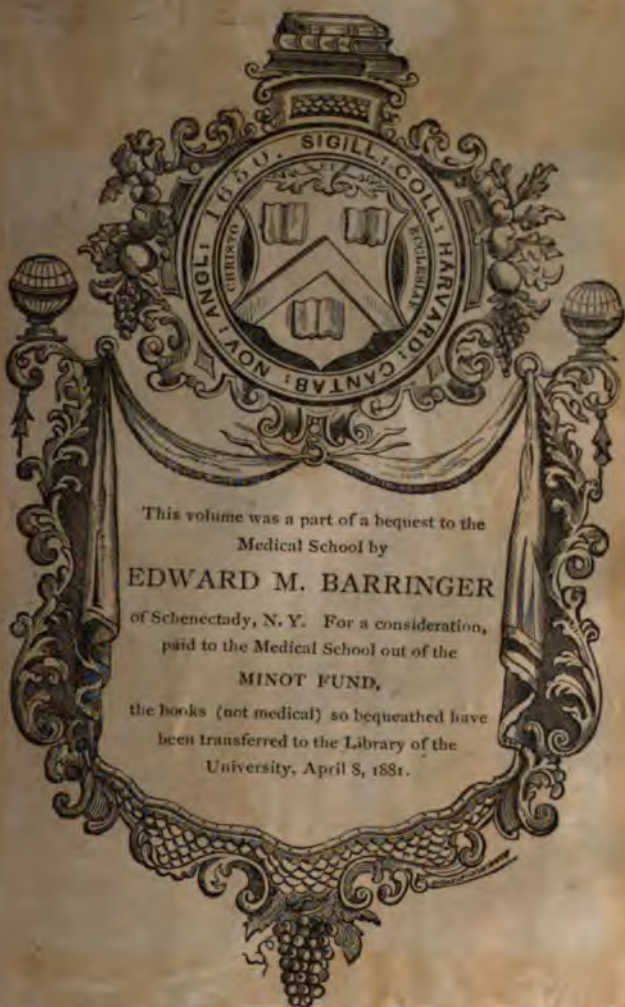 SIGILL: COLL: HARVARD: CANTAB: NOV: ANGL: 1650.
CHRISTO
ECCLESIAE
This volume was a part of a bequest to the
Medical School by
EDWARD M. BARRINGER
of Schenectady, N. Y. For a consideration,
paid to the Medical School out of the
MINOT FUND,
the books (not medical) so bequeathed have
been transferred to the Library of the
University, April 8, 1881.